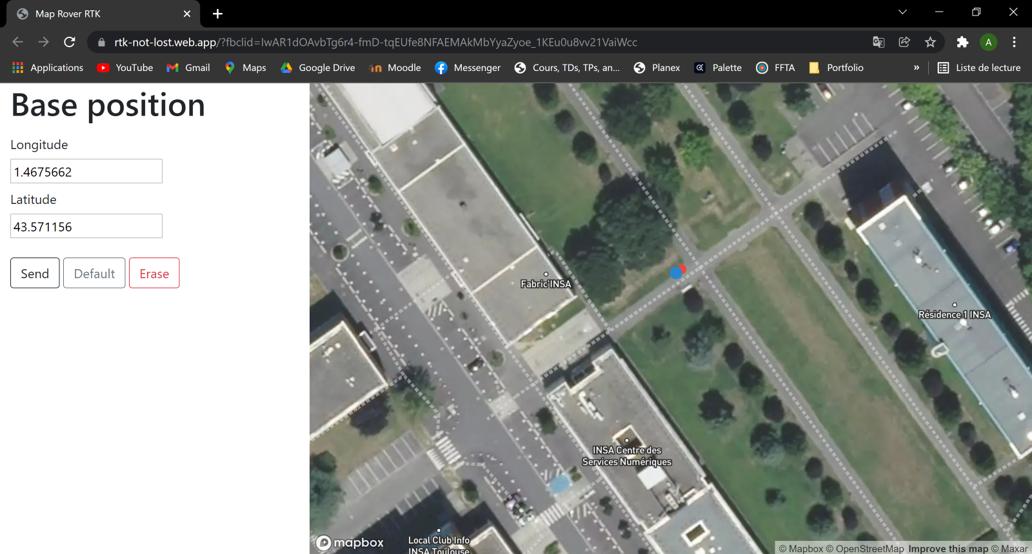 Map Rover RTK
rtk-not-lost.web.app/?fbclid=IwAR1dOAvbTg6r4-fmD-tqEUfe8NFAEMAkMbYyaZyoe_1KEu0u8vv21VaiWcc
A
Applications
YouTube
Gmail
Maps
Google Drive
Moodle
Messenger
Cours, TDs, TPs, an...
Planex
Palette
FFTA
Portfolio
»
Liste de lecture
Base position
Longitude
1.4675662
Latitude
43.571156
Send
Default
Erase
Fabric'INSA
Résidence 1 INSA
INSA Centre des
Services Numériques
Local Club Info
INSA Toulouse
mapbox
© Mapbox © OpenStreetMap Improve this map © Maxar